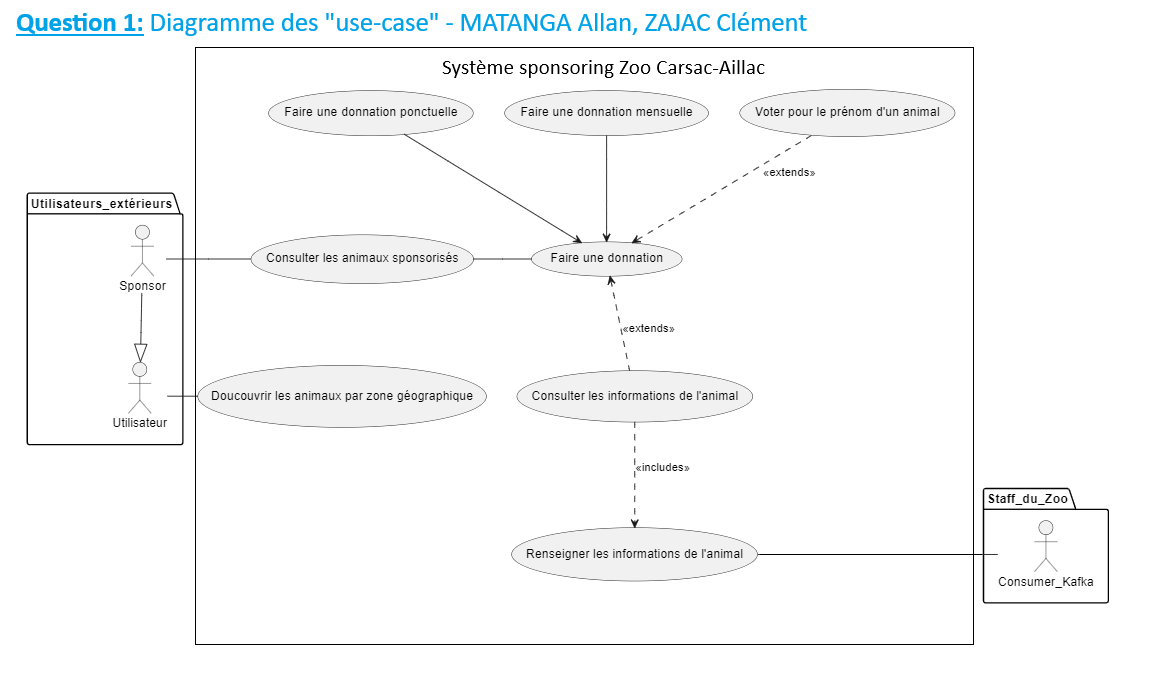 Question 1: Diagramme des "use-case" - MATANGA Allan, ZAJAC Clément
Système sponsoring Zoo Carsac-Aillac
Faire une donnation ponctuelle
Faire une donnation mensuelle
Voter pour le prénom d'un animal
«extends»
Utilisateurs_extérieurs
Sponsor
Consulter les animaux sponsorisés
Faire une donnation
«extends»
Utilisateur
Doucouvrir les animaux par zone géographique
Consulter les informations de l'animal
«includes»
Staff_du_Zoo
Renseigner les informations de l'animal
Consumer_Kafka